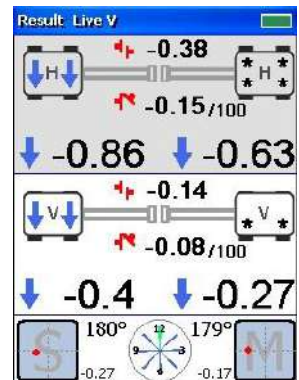 Result Live V
-0.38
H
* H *
-0.15/100
-0.86 -0.63
-0.14
V
* V *
-0.08/100
-0.4 -0.27
S 180° 12 9 3 6 179° M
-0.27 -0.17